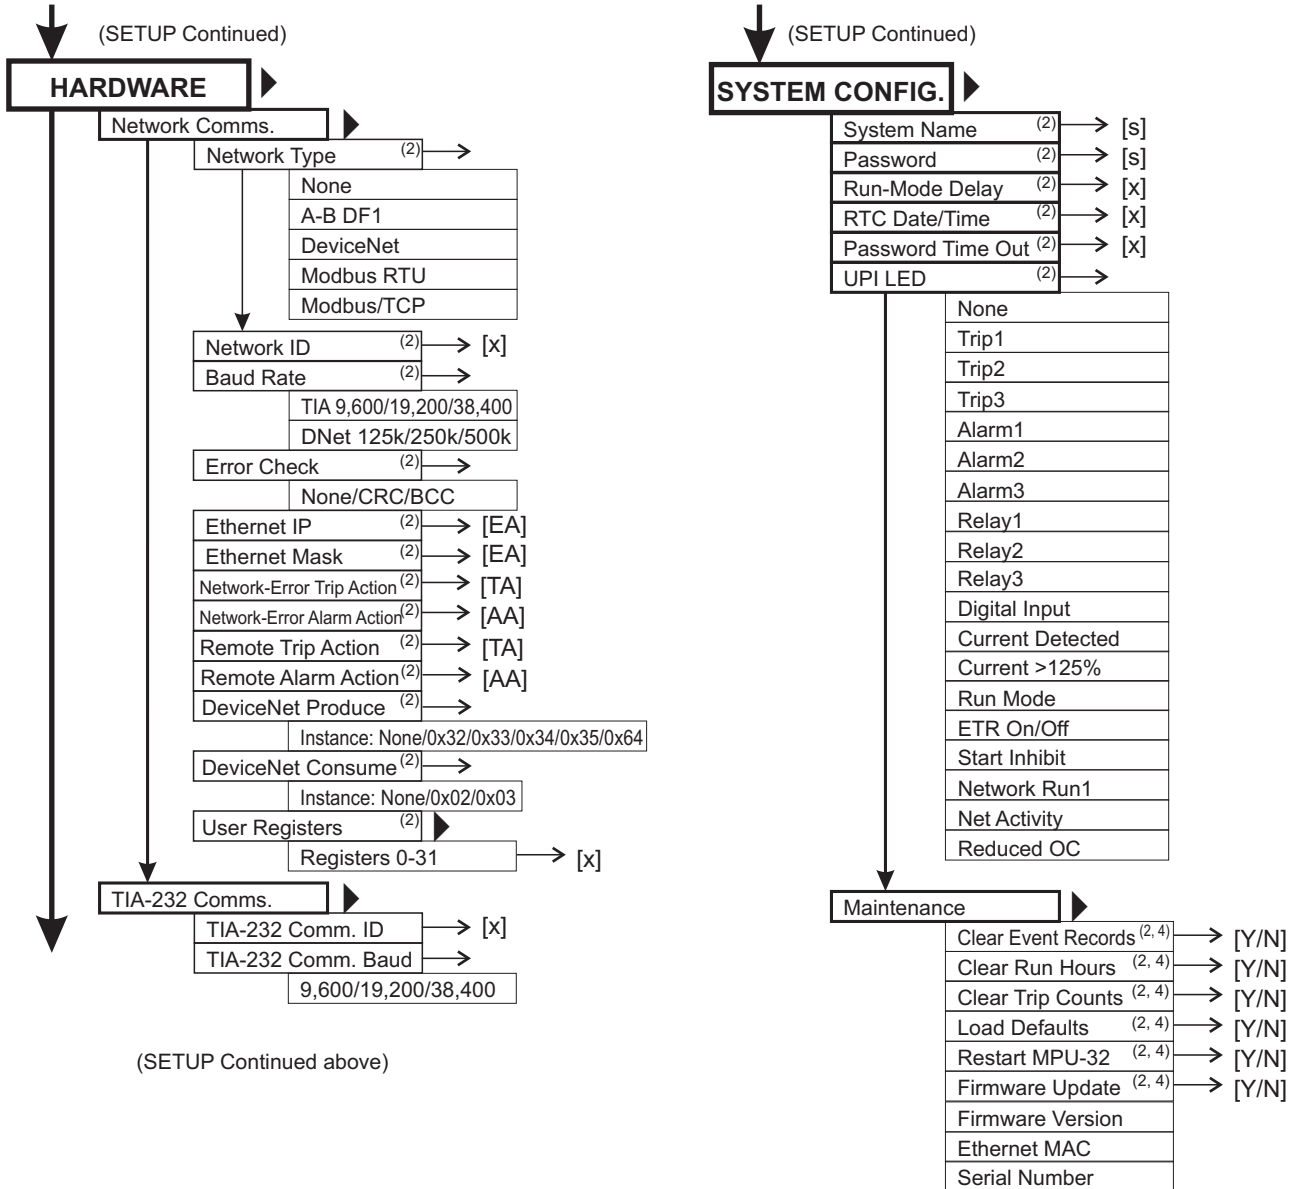 (SETUP Continued)
HARDWARE
Network Comms.
Network Type (2)
None
A-B DF1
DeviceNet
Modbus RTU
Modbus/TCP
Network ID (2) [x]
Baud Rate (2)
TIA 9,600/19,200/38,400
DNet 125k/250k/500k
Error Check (2)
None/CRC/BCC
Ethernet IP (2) [EA]
Ethernet Mask (2) [EA]
Network-Error Trip Action (2) [TA]
Network-Error Alarm Action (2) [AA]
Remote Trip Action (2) [TA]
Remote Alarm Action (2) [AA]
DeviceNet Produce (2)
Instance: None/0x32/0x33/0x34/0x35/0x64
DeviceNet Consume (2)
Instance: None/0x02/0x03
User Registers (2)
Registers 0-31 [x]
TIA-232 Comms.
TIA-232 Comm. ID [x]
TIA-232 Comm. Baud
9,600/19,200/38,400
(SETUP Continued above)
(SETUP Continued)
SYSTEM CONFIG.
System Name (2) [s]
Password (2) [s]
Run-Mode Delay (2) [x]
RTC Date/Time (2) [x]
Password Time Out (2) [x]
UPI LED (2)
None
Trip1
Trip2
Trip3
Alarm1
Alarm2
Alarm3
Relay1
Relay2
Relay3
Digital Input
Current Detected
Current >125%
Run Mode
ETR On/Off
Start Inhibit
Network Run1
Net Activity
Reduced OC
Maintenance
Clear Event Records (2, 4) [Y/N]
Clear Run Hours (2, 4) [Y/N]
Clear Trip Counts (2, 4) [Y/N]
Load Defaults (2, 4) [Y/N]
Restart MPU-32 (2, 4) [Y/N]
Firmware Update (2, 4) [Y/N]
Firmware Version
Ethernet MAC
Serial Number